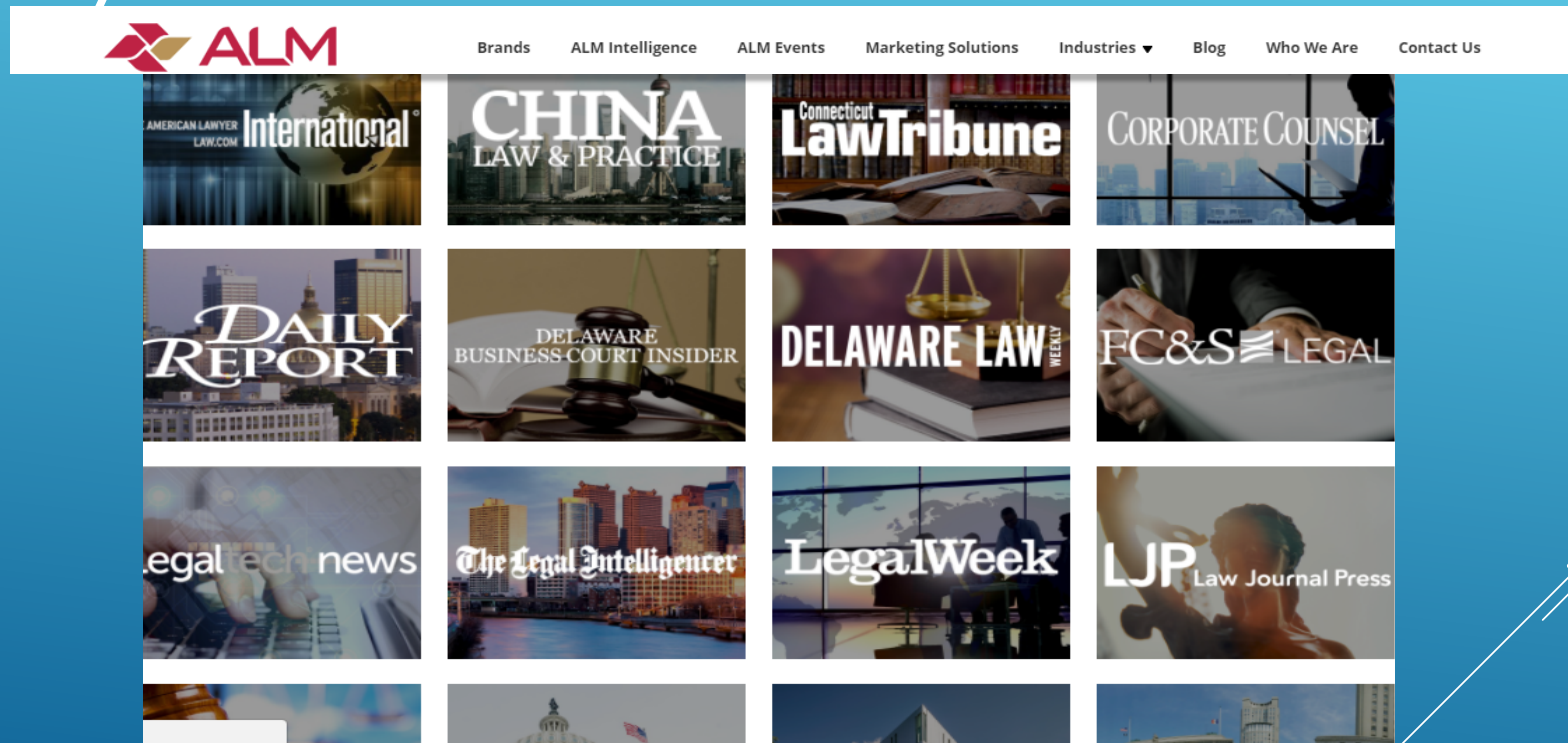 ALM
Brands ALM Intelligence ALM Events Marketing Solutions Industries Blog Who We Are Contact Us
AMERICAN LAWYER
LAW.COM
International
CHINA
LAW & PRACTICE
Connecticut
LawTribune
CORPORATE COUNSEL
DAILY
REPORT
DELAWARE
BUSINESS COURT INSIDER
DELAWARE LAW
WEEKLY
FC&S LEGAL
egaltech news
The Legal Intelligencer
LegalWeek
LJP Law Journal Press